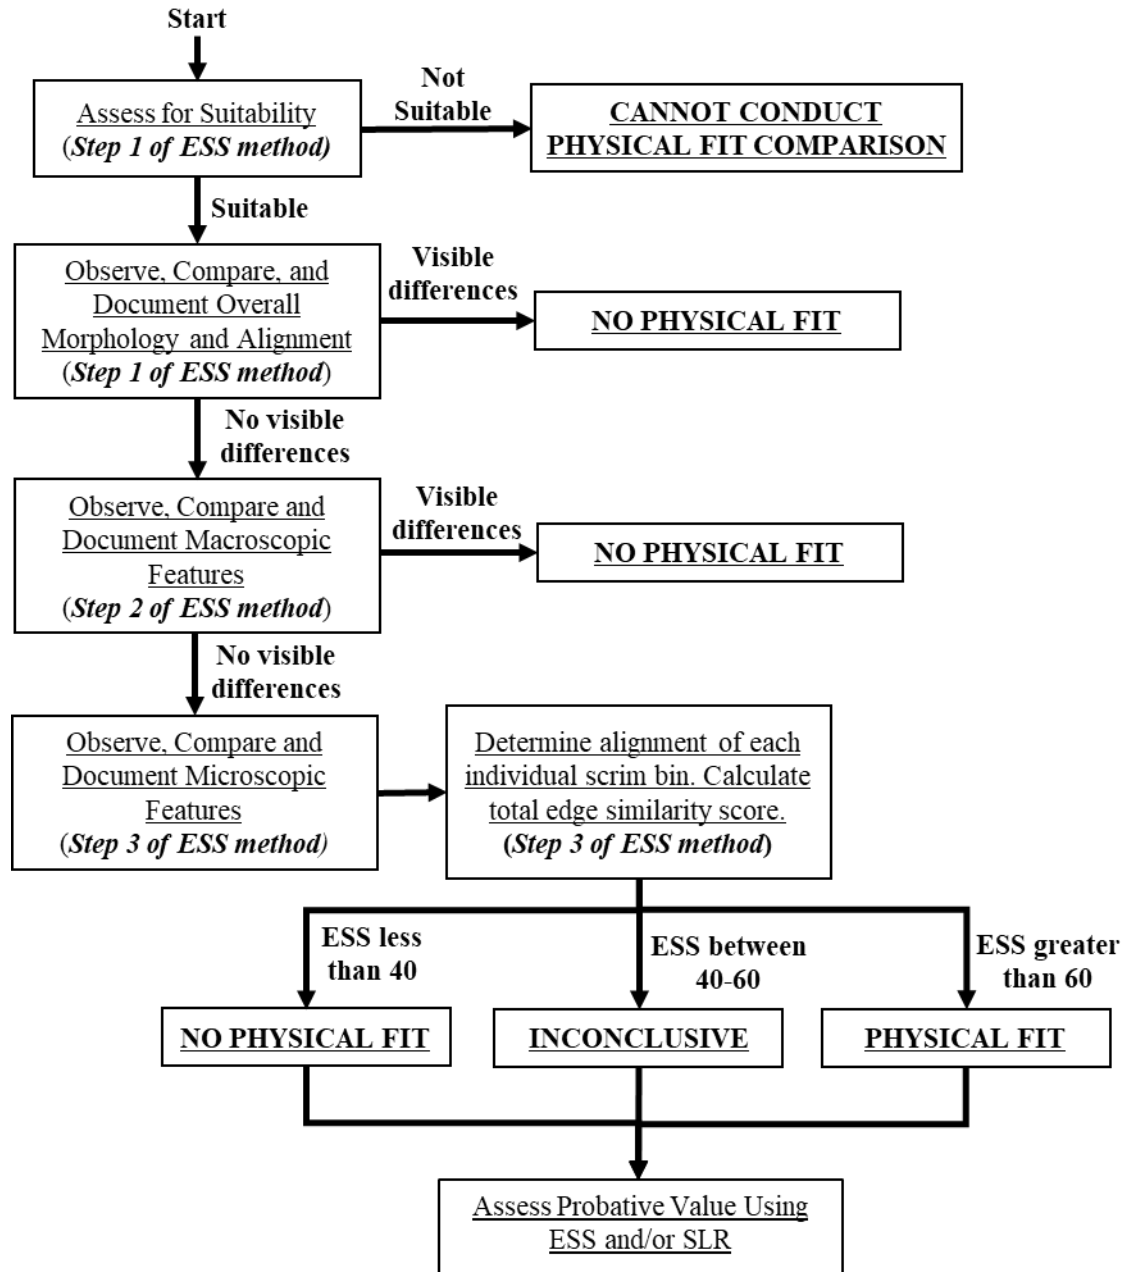 Start
Assess for Suitability
(Step 1 of ESS method)
Not
Suitable
CANNOT CONDUCT
PHYSICAL FIT COMPARISON
Suitable
Observe, Compare, and
Document Overall
Morphology and Alignment
(Step 1 of ESS method)
Visible
differences
NO PHYSICAL FIT
No visible
differences
Observe, Compare and
Document Macroscopic
Features
(Step 2 of ESS method)
Visible
differences
NO PHYSICAL FIT
No visible
differences
Observe, Compare and
Document Microscopic
Features
(Step 3 of ESS method)
Determine alignment of each
individual scrim bin. Calculate
total edge similarity score.
(Step 3 of ESS method)
ESS less
than 40
ESS between
40-60
ESS greater
than 60
NO PHYSICAL FIT
INCONCLUSIVE
PHYSICAL FIT
Assess Probative Value Using
ESS and/or SLR